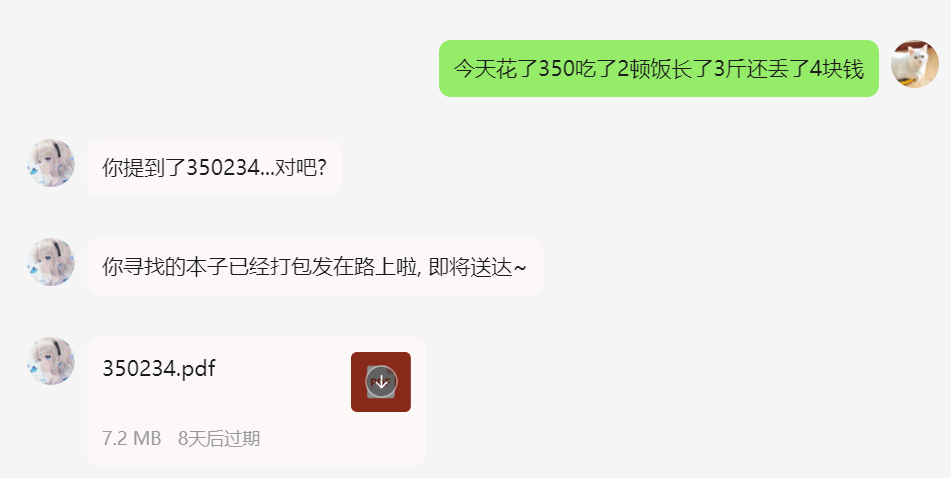 今天花了350吃了2顿饭长了3斤还丢了4块钱
你提到了350234...对吧?
你寻找的本子已经打包发在路上啦, 即将送达~
350234.pdf
7.2 MB 8天后过期